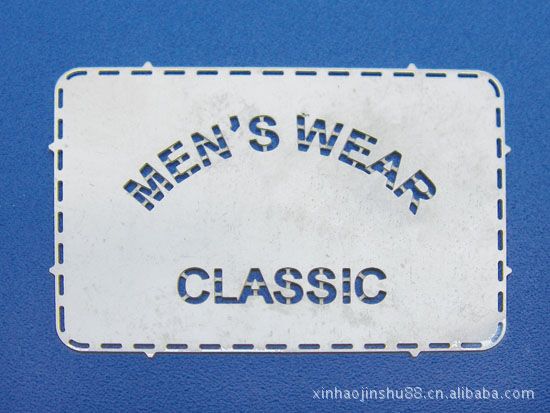 MEN'S WEAR
CLASSIC
xinhaojinshu88.cn.alibaba.com